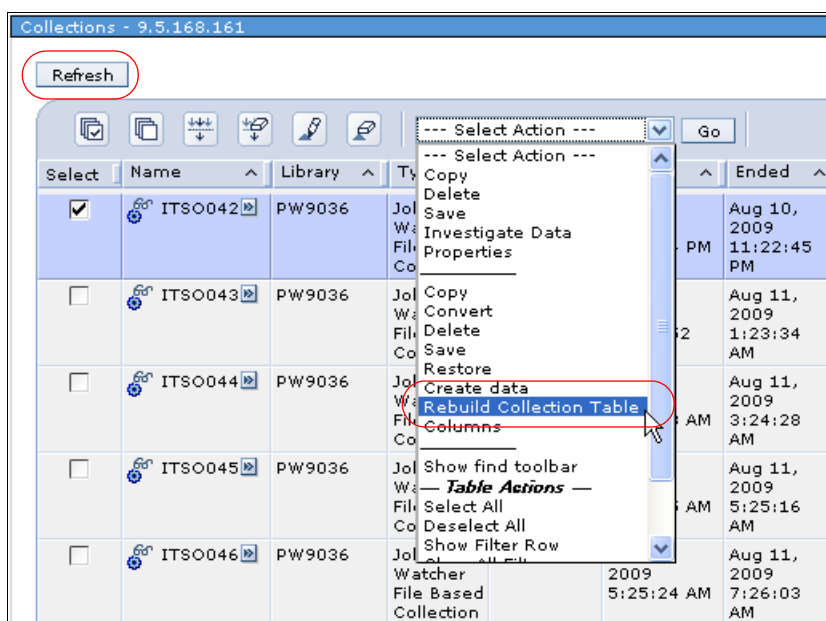 Collections - 9.5.168.161
Refresh
--- Select Action ---
Go
Select Name Library Ended
--- Select Action ---
Copy
Delete
Save
Investigate Data
Properties
Copy
Convert
Delete
Save
Restore
Create data
Rebuild Collection Table
Columns
Show find toolbar
— Table Actions —
Select All
Deselect All
Show Filter Row
ITSO042 PW9036
PM
Aug 10,
2009
11:22:45
PM
ITSO043 PW9036
Aug 11,
2009
1:23:34
AM
ITSO044 PW9036
AM
Aug 11,
2009
3:24:28
AM
ITSO045 PW9036
AM
Aug 11,
2009
5:25:16
AM
ITSO046 PW9036
Watcher
File Based
Collection
2009
5:25:24 AM
Aug 11,
2009
7:26:03
AM